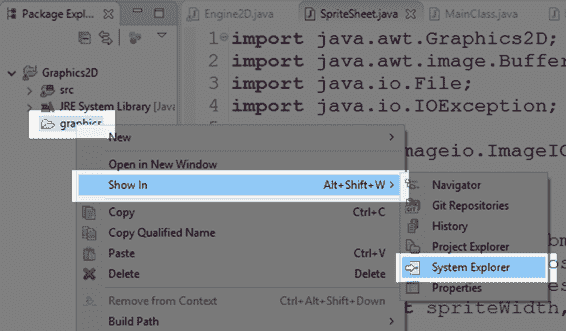 Package Expl...
Engine2D.java
SpriteSheet.java
MainClass.java
Graphics2D
src
JRE System Library [Java
graphics
1 import java.awt.Graphics2D;
2 import java.awt.image.Buffer
3 import java.io.File;
4 import java.io.IOException;
mageio.ImageIO
New
Open in New Window
Show In Alt+Shift+W
Copy Ctrl+C
Copy Qualified Name
Paste Ctrl+V
Delete Delete
Remove from Context Ctrl+Alt+Shift+Down
Build Path
Navigator
Git Repositories
History
Project Explorer
System Explorer
Properties
t spriteWidth,